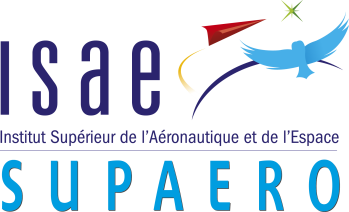 isae
Institut Supérieur de l'Aéronautique et de l'Espace
SUPAERO